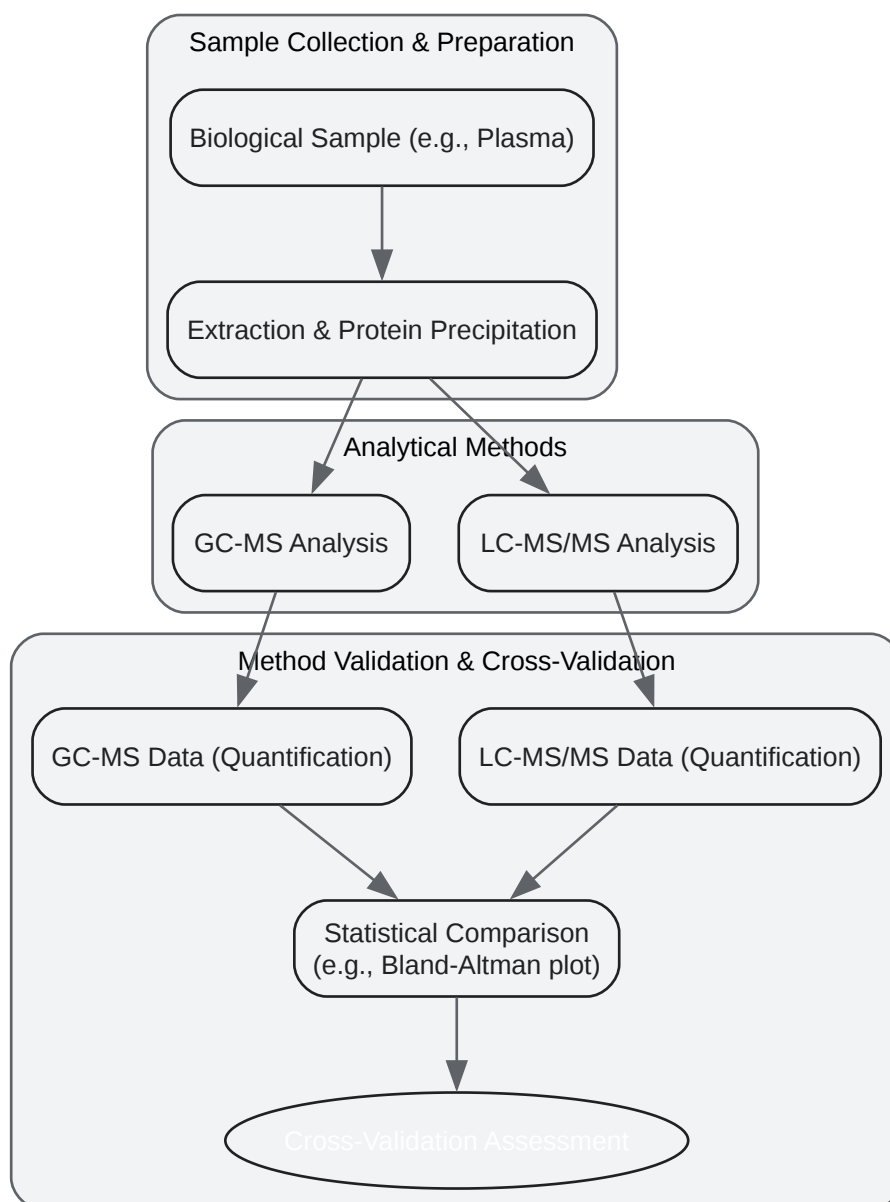 Sample Collection & Preparation
Biological Sample (e.g., Plasma)
Extraction & Protein Precipitation
Analytical Methods
GC-MS Analysis
LC-MS/MS Analysis
Method Validation & Cross-Validation
GC-MS Data (Quantification)
LC-MS/MS Data (Quantification)
Statistical Comparison
(e.g., Bland-Altman plot)
Cross-Validation Assessment